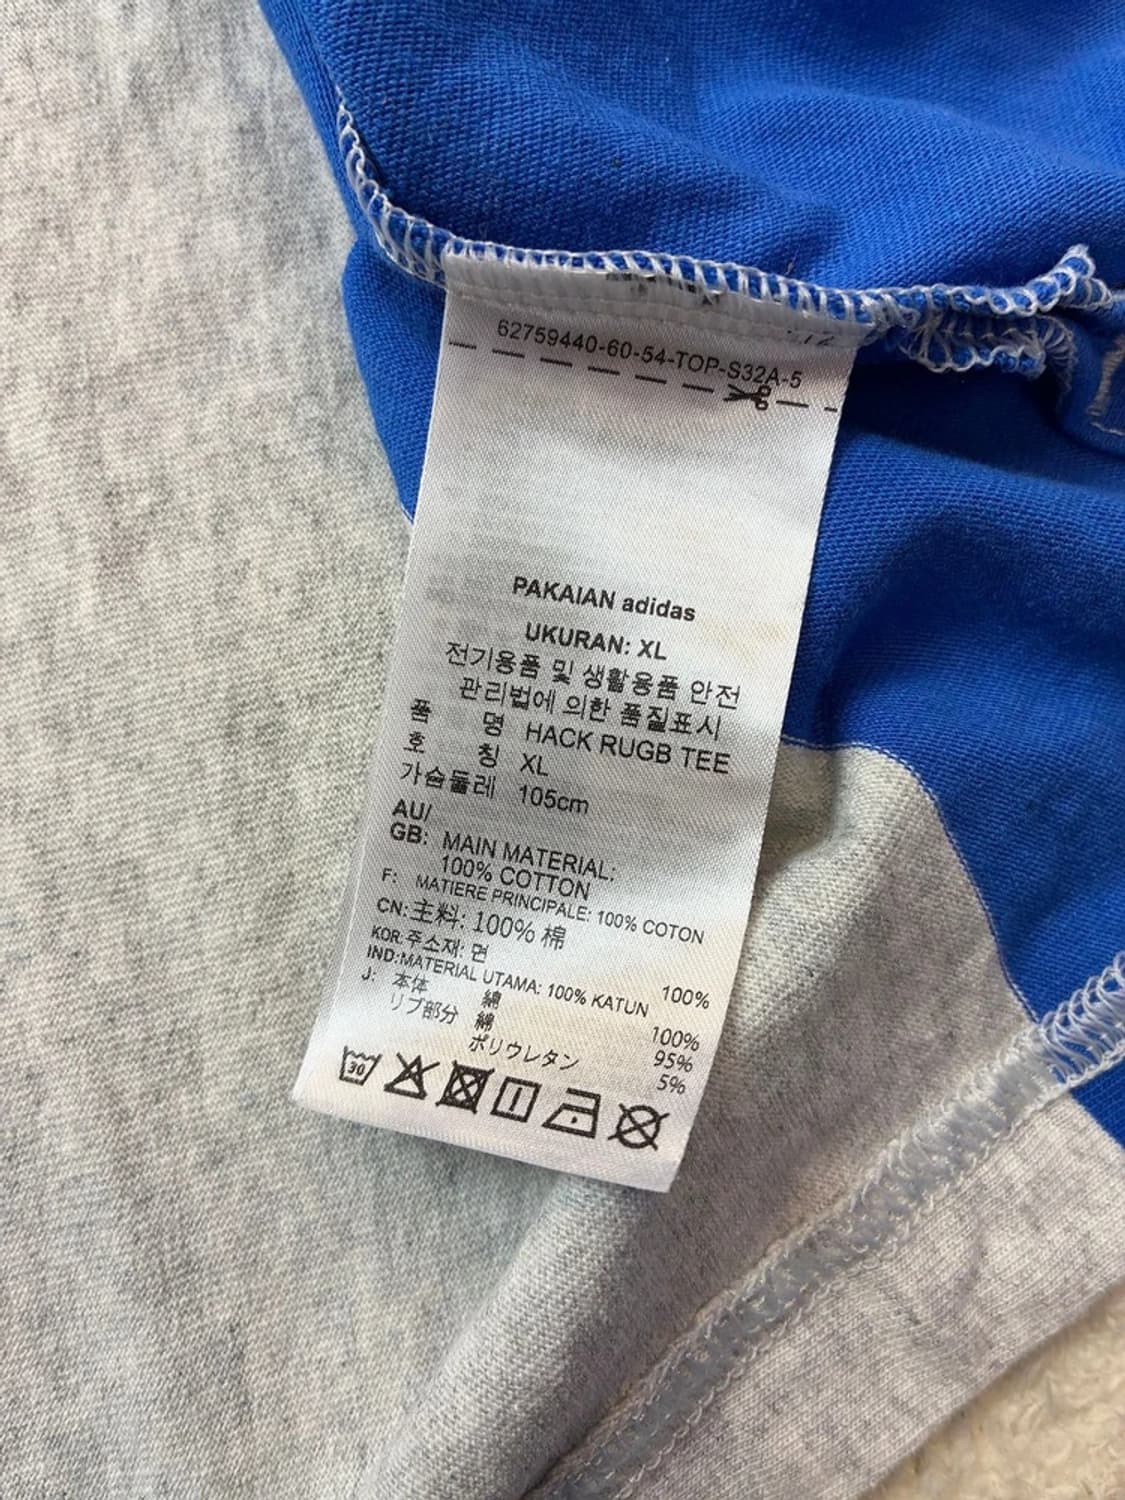 62759440-60-54-TOP-S32A-5
PAKAIAN adidas
UKURAN: XL
전기용품 및 생활용품 안전
관리법에 의한 품질표시
품 명 HACK RUGB TEE
호 칭 XL
가슴둘레 105cm
AU/
GB: MAIN MATERIAL:
100% COTTON
F: MATIERE PRINCIPALE: 100% COTON
CN: 主料: 100% 棉
KOR: 주소재: 면 100%
IND: MATERIAL UTAMA: 100% KATUN
J: 本体 綿 100%
リブ部分 綿 95%
ポリウレタン 5%
30